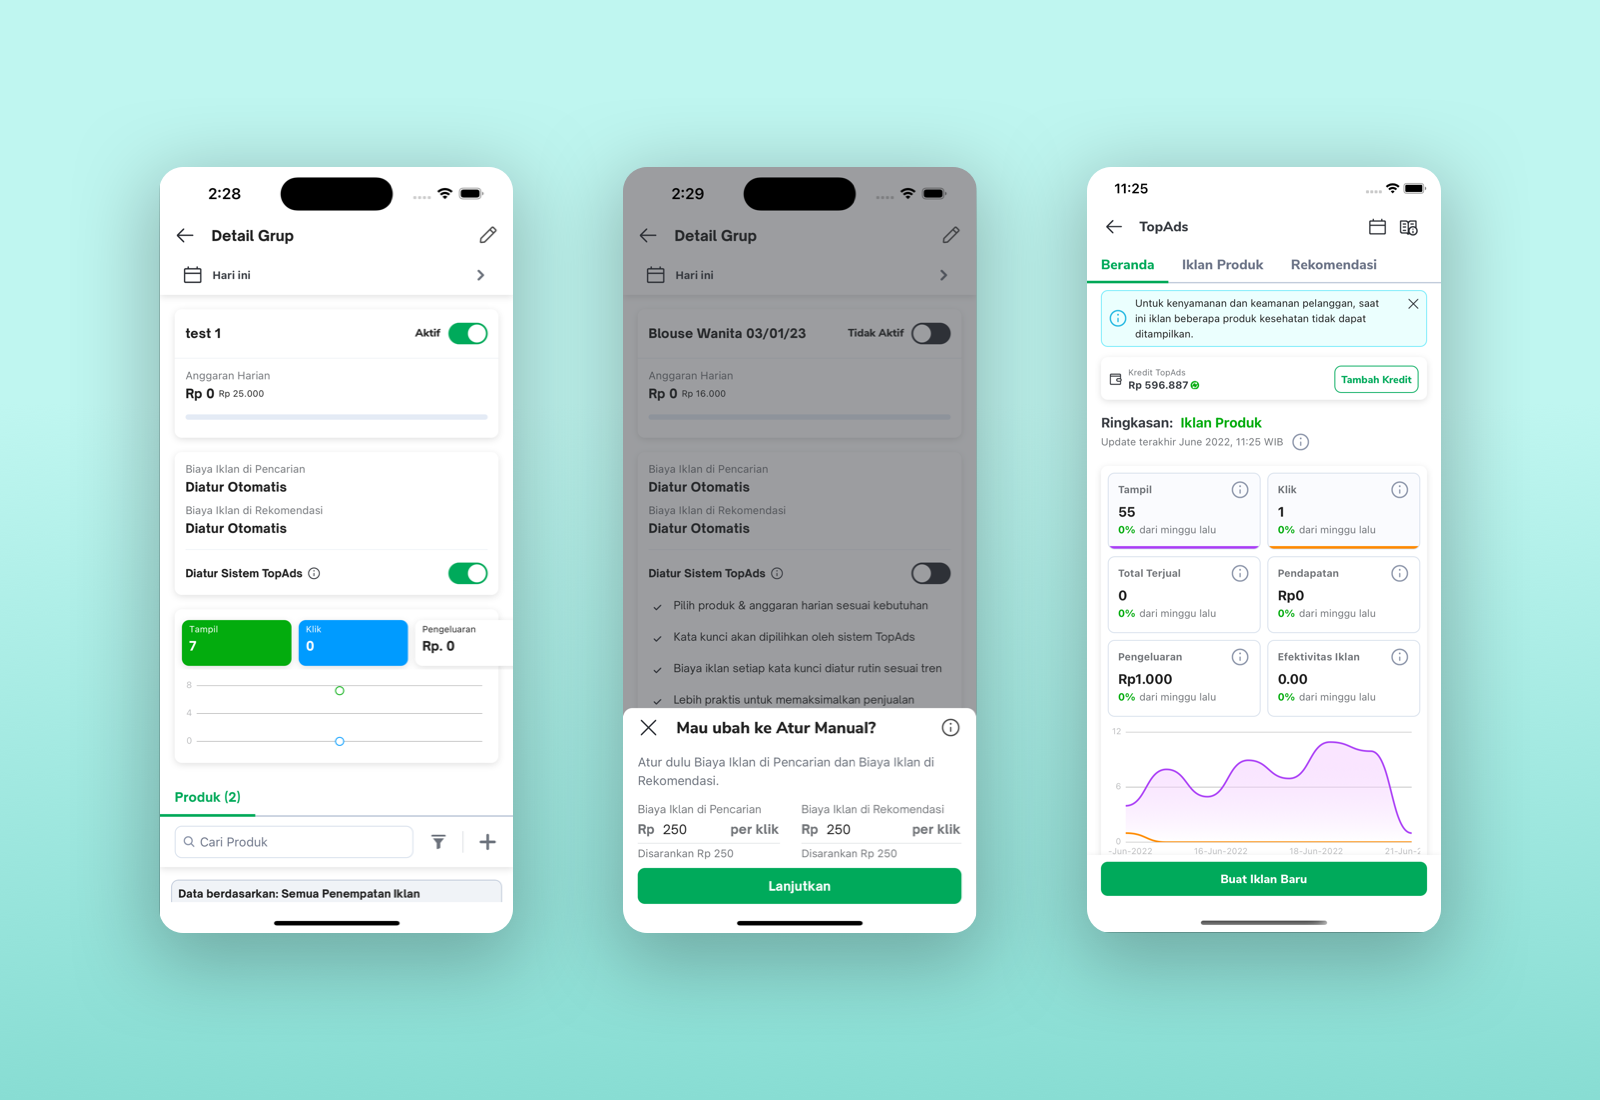 2:28
Detail Grup
Hari ini
test 1
Aktif
Anggaran Harian
Rp 0 Rp 25.000
Biaya Iklan di Pencarian
Diatur Otomatis
Biaya Iklan di Rekomendasi
Diatur Otomatis
Diatur Sistem TopAds
Tampil
7
Klik
0
Pengeluaran
Rp. 0
8
4
0
Produk (2)
Cari Produk
Data berdasarkan: Semua Penempatan Iklan
2:29
Detail Grup
Hari ini
Blouse Wanita 03/01/23
Tidak Aktif
Anggaran Harian
Rp 0 Rp 16.000
Biaya Iklan di Pencarian
Diatur Otomatis
Biaya Iklan di Rekomendasi
Diatur Otomatis
Diatur Sistem TopAds
Pilih produk & anggaran harian sesuai kebutuhan
Kata kunci akan dipilihkan oleh sistem TopAds
Biaya iklan setiap kata kunci diatur rutin sesuai tren
Lebih praktis untuk memaksimalkan penjualan
Mau ubah ke Atur Manual?
Atur dulu Biaya Iklan di Pencarian dan Biaya Iklan di
Rekomendasi.
Biaya Iklan di Pencarian
Rp 250 per klik
Disarankan Rp 250
Biaya Iklan di Rekomendasi
Rp 250 per klik
Disarankan Rp 250
Lanjutkan
11:25
TopAds
Beranda
Iklan Produk
Rekomendasi
Untuk kenyamanan dan keamanan pelanggan, saat
ini iklan beberapa produk kesehatan tidak dapat
ditampilkan.
Kredit TopAds
Rp 596.887
Tambah Kredit
Ringkasan: Iklan Produk
Update terakhir June 2022, 11:25 WIB
Tampil
55
0% dari minggu lalu
Klik
1
0% dari minggu lalu
Total Terjual
0
0% dari minggu lalu
Pendapatan
Rp0
0% dari minggu lalu
Pengeluaran
Rp1.000
0% dari minggu lalu
Efektivitas Iklan
0.00
0% dari minggu lalu
12
6
0
-Jun-2022
16-Jun-2022
18-Jun-2022
21-Jun-2
Buat Iklan Baru